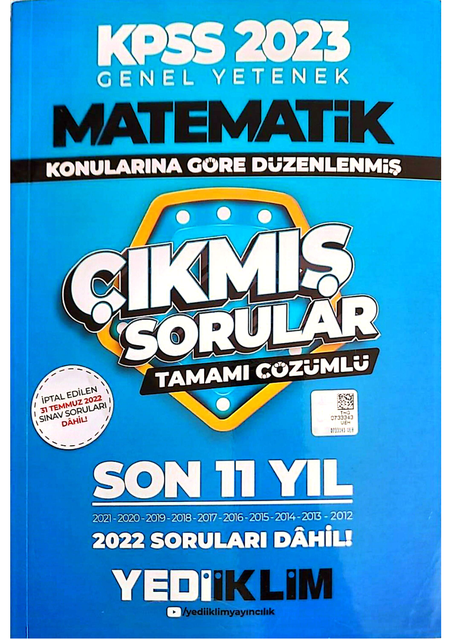 KPSS 2023
GENEL YETENEK
MATEMATİK
KONULARINA GÖRE DÜZENLENMİŞ
ÇIKMIŞ
SORULAR
TAMAMI ÇÖZÜMLÜ
İPTAL EDİLEN
31 TEMMUZ 2022
SINAV SORULARI
DÂHİL!
SON 11 YIL
2021 - 2020 - 2019 - 2018 - 2017 - 2016 - 2015 - 2014 - 2013 - 2012
2022 SORULARI DÂHİL!
YEDİİKLİM
/yediiklimyayıncılık